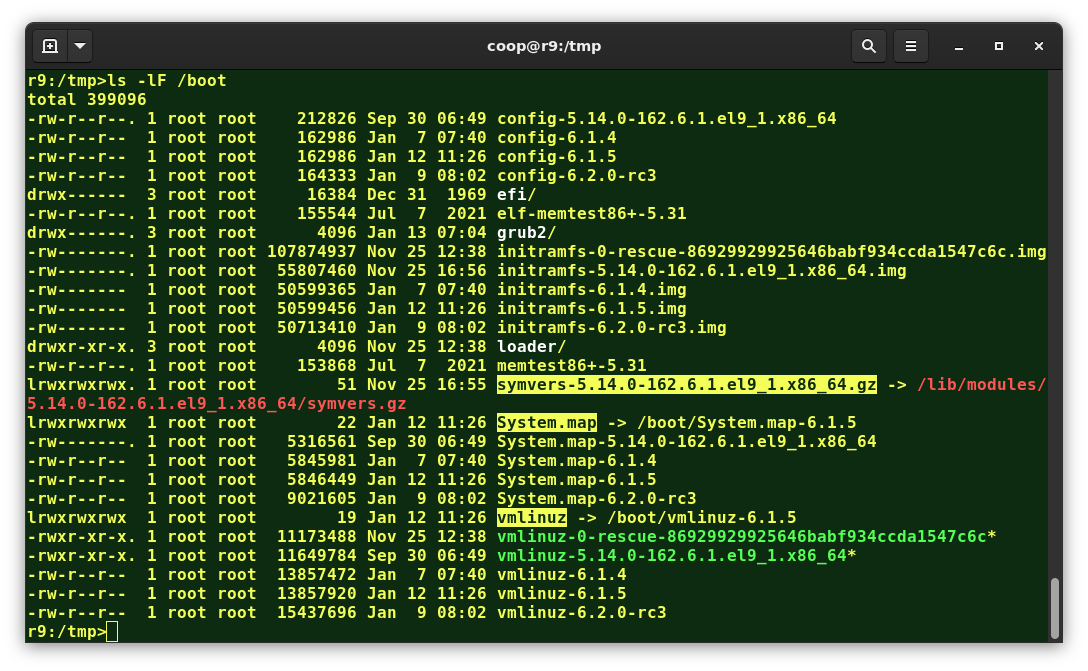 coop@r9:/tmp
r9:/tmp>ls -lF /boot
total 399096
-rw-r--r--. 1 root root    212826 Sep 30 06:49 config-5.14.0-162.6.1.el9_1.x86_64
-rw-r--r--  1 root root    162986 Jan  7 07:40 config-6.1.4
-rw-r--r--  1 root root    162986 Jan 12 11:26 config-6.1.5
-rw-r--r--  1 root root    164333 Jan  9 08:02 config-6.2.0-rc3
drwx------  3 root root     16384 Dec 31  1969 efi/
-rw-r--r--. 1 root root    155544 Jul  7  2021 elf-memtest86+-5.31
drwx------. 3 root root      4096 Jan 13 07:04 grub2/
-rw-------. 1 root root 107874937 Nov 25 12:38 initramfs-0-rescue-86929929925646babf934ccda1547c6c.img
-rw-------. 1 root root  55807460 Nov 25 16:56 initramfs-5.14.0-162.6.1.el9_1.x86_64.img
-rw-------  1 root root  50599365 Jan  7 07:40 initramfs-6.1.4.img
-rw-------  1 root root  50599456 Jan 12 11:26 initramfs-6.1.5.img
-rw-------  1 root root  50713410 Jan  9 08:02 initramfs-6.2.0-rc3.img
drwxr-xr-x. 3 root root      4096 Nov 25 12:38 loader/
-rw-r--r--. 1 root root    153868 Jul  7  2021 memtest86+-5.31
lrwxrwxrwx. 1 root root        51 Nov 25 16:55 symvers-5.14.0-162.6.1.el9_1.x86_64.gz -> /lib/modules/
5.14.0-162.6.1.el9_1.x86_64/symvers.gz
lrwxrwxrwx  1 root root        22 Jan 12 11:26 System.map -> /boot/System.map-6.1.5
-rw-------. 1 root root   5316561 Sep 30 06:49 System.map-5.14.0-162.6.1.el9_1.x86_64
-rw-r--r--  1 root root   5845981 Jan  7 07:40 System.map-6.1.4
-rw-r--r--  1 root root   5846449 Jan 12 11:26 System.map-6.1.5
-rw-r--r--  1 root root   9021605 Jan  9 08:02 System.map-6.2.0-rc3
lrwxrwxrwx  1 root root        19 Jan 12 11:26 vmlinuz -> /boot/vmlinuz-6.1.5
-rwxr-xr-x. 1 root root  11173488 Nov 25 12:38 vmlinuz-0-rescue-86929929925646babf934ccda1547c6c*
-rwxr-xr-x. 1 root root  11649784 Sep 30 06:49 vmlinuz-5.14.0-162.6.1.el9_1.x86_64*
-rw-r--r--  1 root root  13857472 Jan  7 07:40 vmlinuz-6.1.4
-rw-r--r--  1 root root  13857920 Jan 12 11:26 vmlinuz-6.1.5
-rw-r--r--  1 root root  15437696 Jan  9 08:02 vmlinuz-6.2.0-rc3
r9:/tmp>